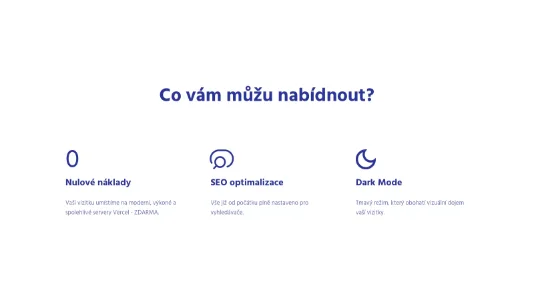 Co vám můžu nabídnout?
0
Nulové náklady
Vaši vizitku umístíme na moderní, výkoné a
spolehlivé servery Vercel - ZDARMA.
SEO optimalizace
Vše již od počátku plně nastaveno pro
vyhledávače.
Dark Mode
Tmavý režim, který obohatí vizuální dojem
vaší vizitky.